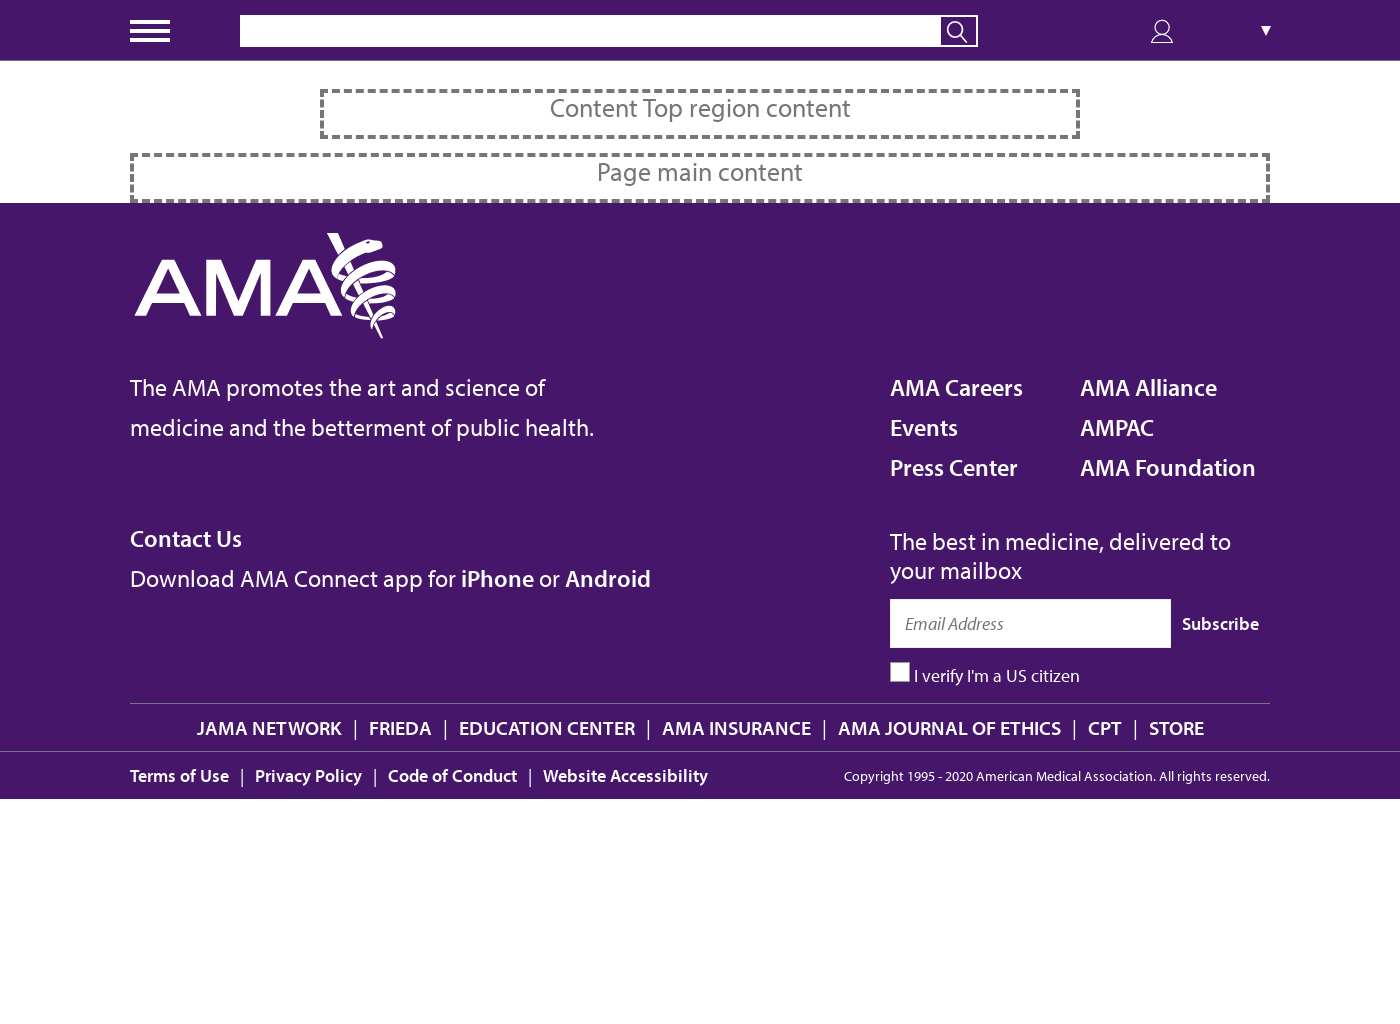 Content Top region content
Page main content
AMA
The AMA promotes the art and science of
medicine and the betterment of public health.
AMA Careers
Events
Press Center
AMA Alliance
AMPAC
AMA Foundation
Contact Us
Download AMA Connect app for iPhone or Android
The best in medicine, delivered to
your mailbox
Email Address
Subscribe
I verify I'm a US citizen
JAMA NETWORK | FRIEDA | EDUCATION CENTER | AMA INSURANCE | AMA JOURNAL OF ETHICS | CPT | STORE
Terms of Use | Privacy Policy | Code of Conduct | Website Accessibility
Copyright 1995 - 2020 American Medical Association. All rights reserved.